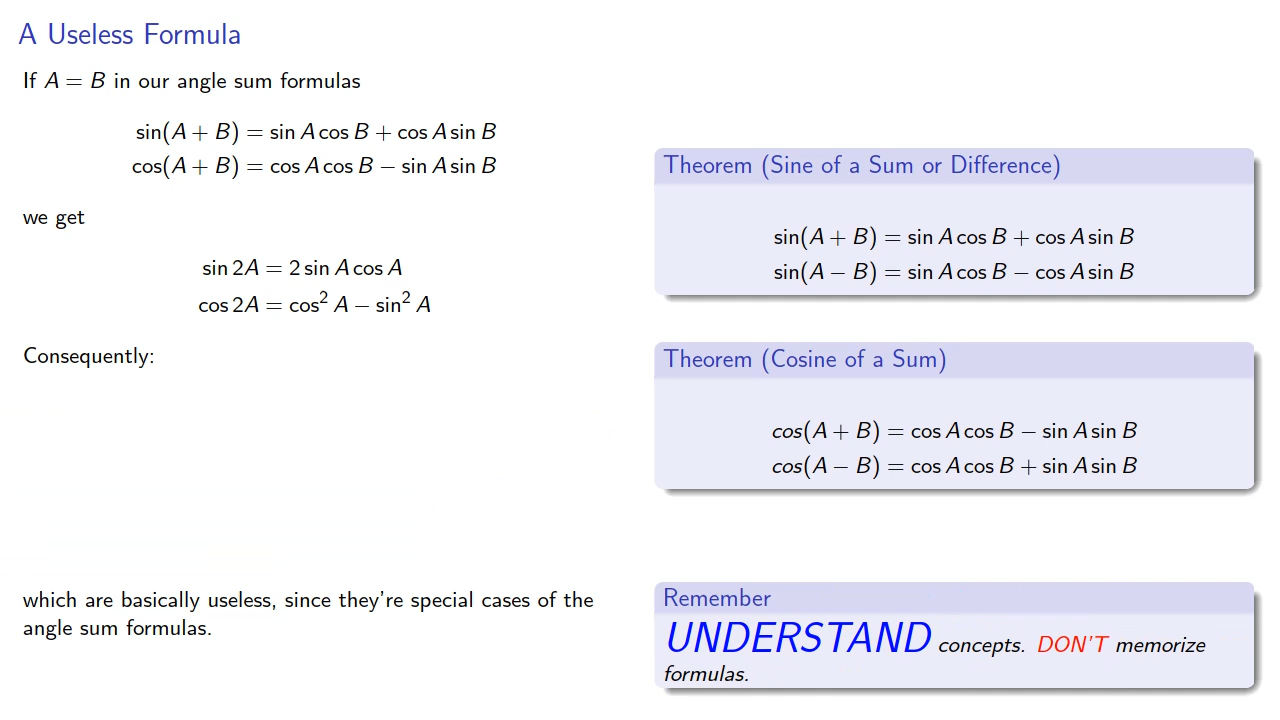 A Useless Formula
If A = B in our angle sum formulas
sin(A + B) = sin A cos B + cos A sin B
cos(A + B) = cos A cos B − sin A sin B
we get
sin 2A = 2 sin A cos A
cos 2A = cos² A − sin² A
Consequently:
which are basically useless, since they're special cases of the
angle sum formulas.
Theorem (Sine of a Sum or Difference)
sin(A + B) = sin A cos B + cos A sin B
sin(A − B) = sin A cos B − cos A sin B
Theorem (Cosine of a Sum)
cos(A + B) = cos A cos B − sin A sin B
cos(A − B) = cos A cos B + sin A sin B
Remember
UNDERSTAND concepts. DON'T memorize
formulas.